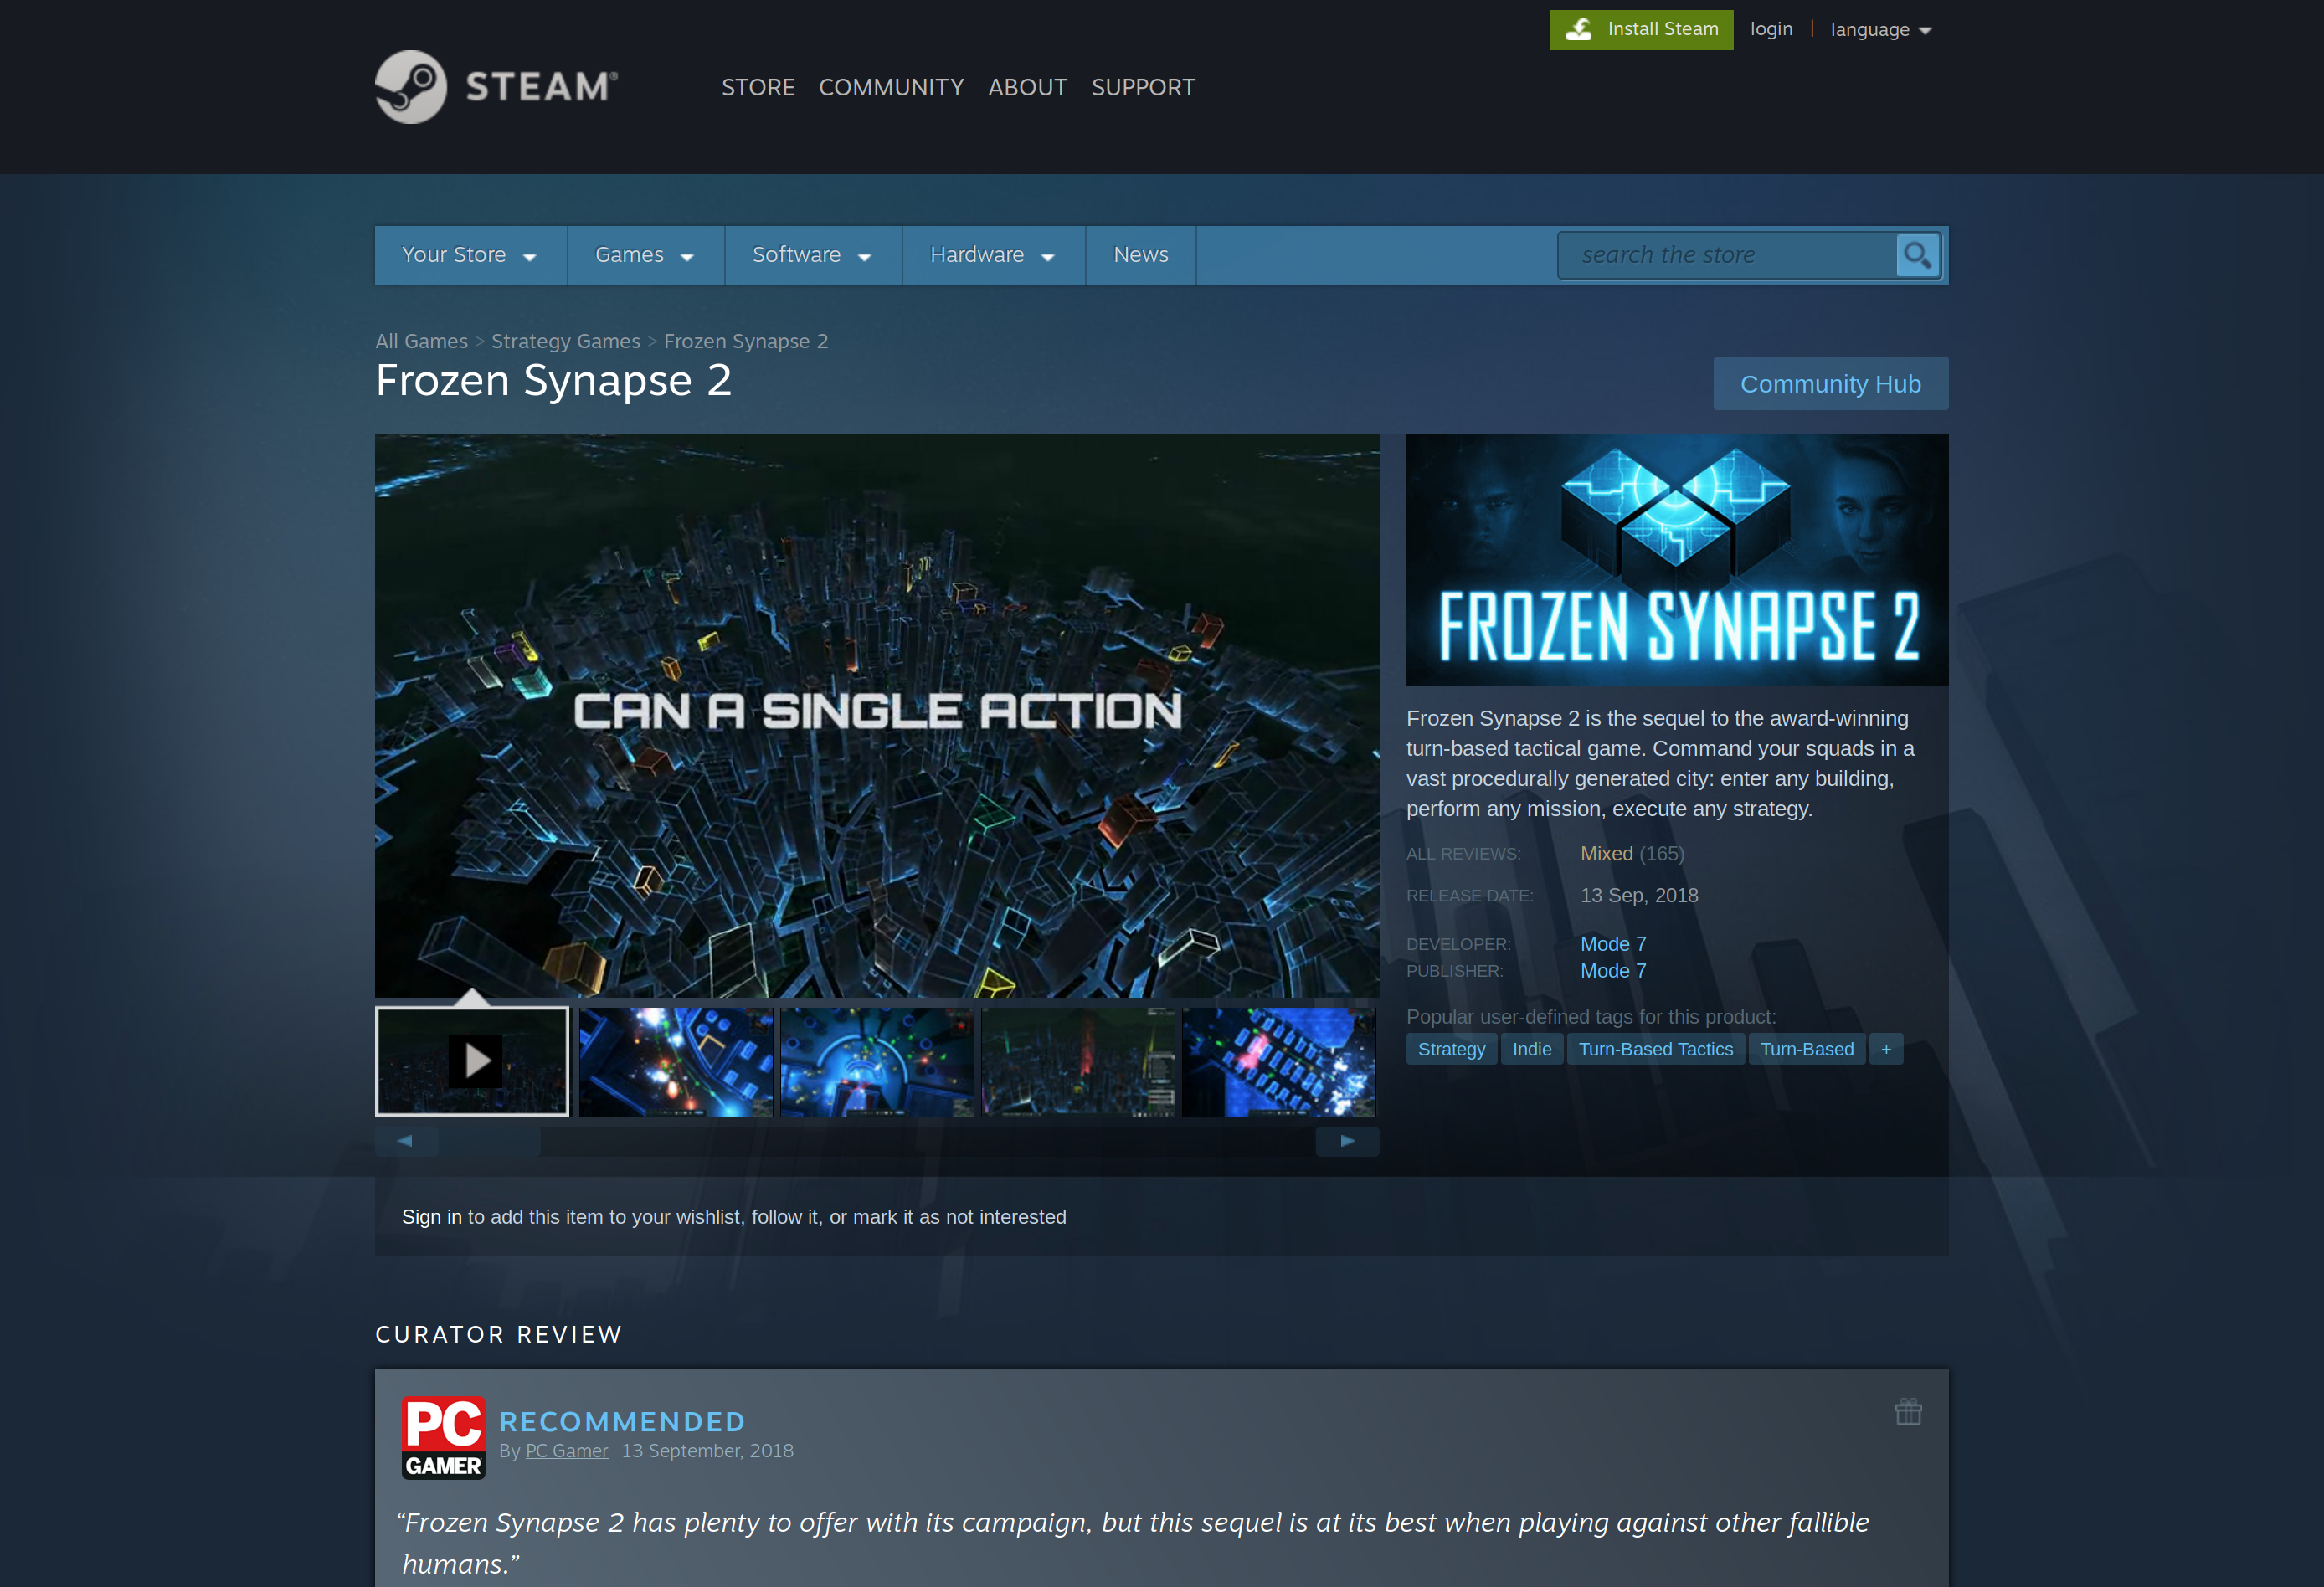 Install Steam
login | language
STEAM®
STORE COMMUNITY ABOUT SUPPORT
Your Store Games Software Hardware News
search the store
All Games > Strategy Games > Frozen Synapse 2
Frozen Synapse 2
Community Hub
CAN A SINGLE ACTION
FROZEN SYNAPSE 2
Frozen Synapse 2 is the sequel to the award-winning
turn-based tactical game. Command your squads in a
vast procedurally generated city: enter any building,
perform any mission, execute any strategy.
ALL REVIEWS: Mixed (165)
RELEASE DATE: 13 Sep, 2018
DEVELOPER: Mode 7
PUBLISHER: Mode 7
Popular user-defined tags for this product:
Strategy Indie Turn-Based Tactics Turn-Based +
Sign in to add this item to your wishlist, follow it, or mark it as not interested
CURATOR REVIEW
PC
GAMER
RECOMMENDED
By PC Gamer 13 September, 2018
“Frozen Synapse 2 has plenty to offer with its campaign, but this sequel is at its best when playing against other fallible
humans.”